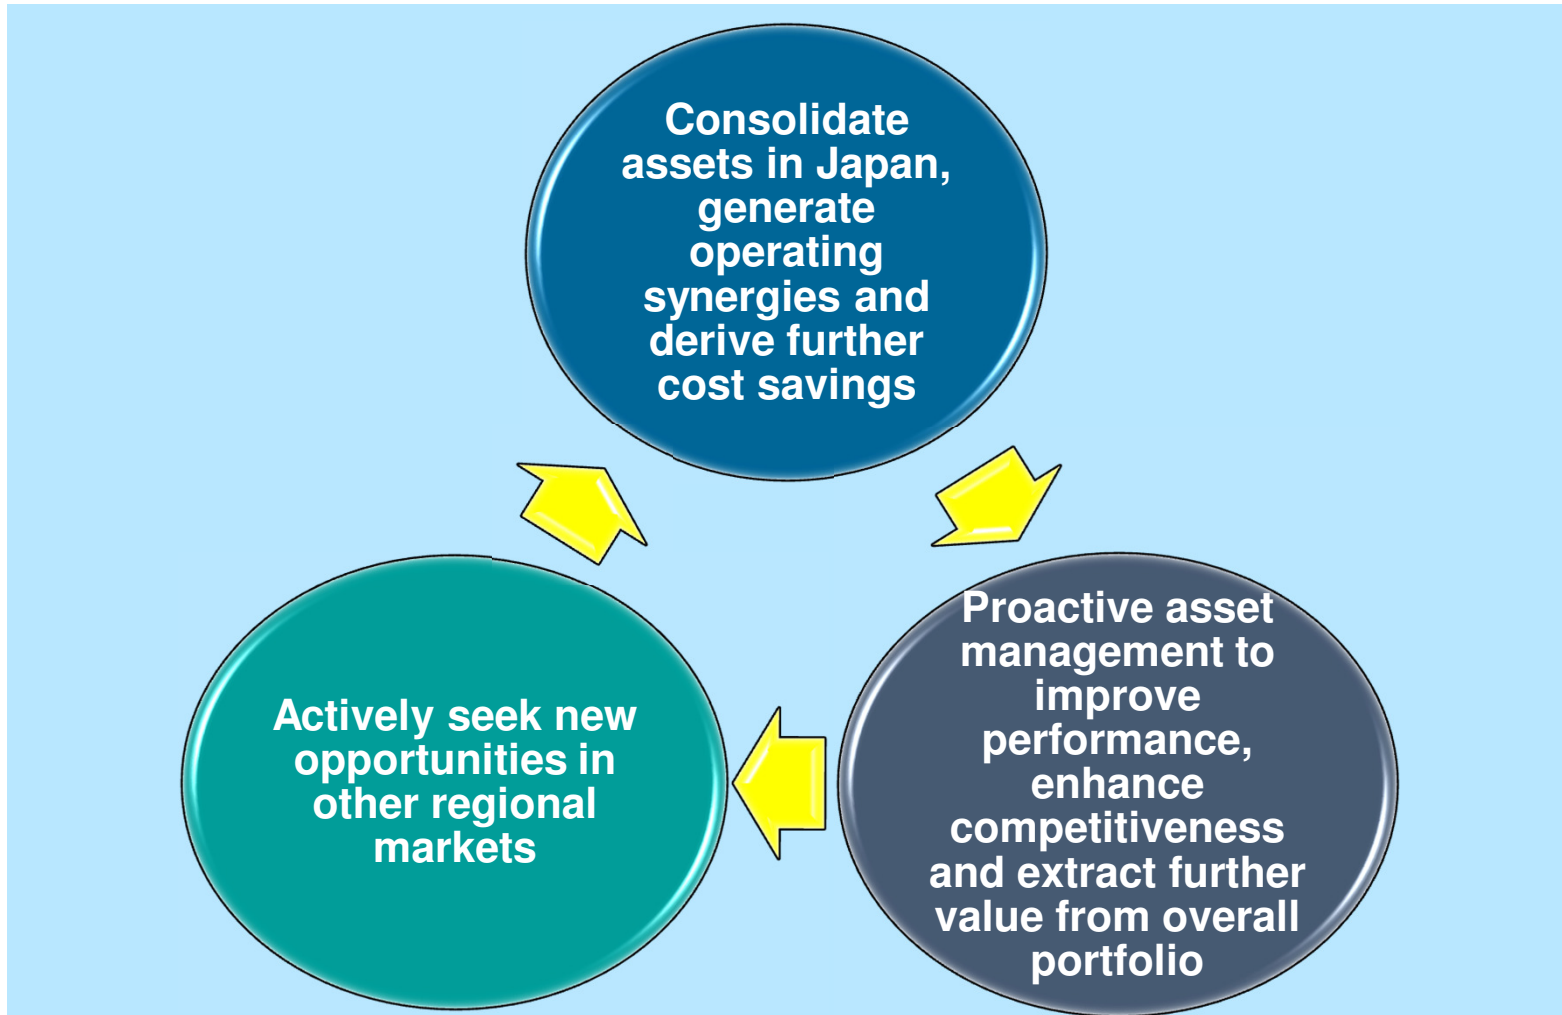 Consolidate
assets in Japan,
generate
operating
synergies and
derive further
cost savings
Proactive asset
management to
improve
performance,
enhance
competitiveness
and extract further
value from overall
portfolio
Actively seek new
opportunities in
other regional
markets